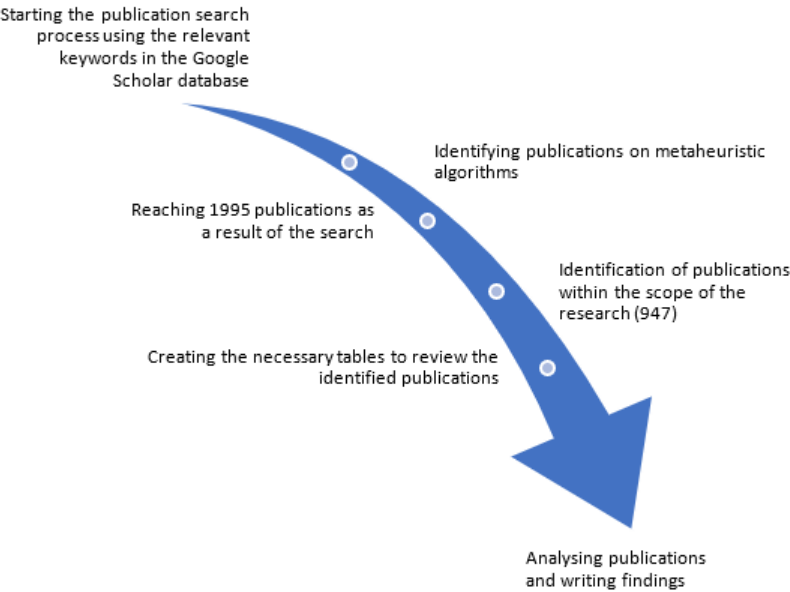 Starting the publication search
process using the relevant
keywords in the Google
Scholar database
Identifying publications on metaheuristic
algorithms
Reaching 1995 publications as
a result of the search
Identification of publications
within the scope of the
research (947)
Creating the necessary tables to review the
identified publications
Analysing publications
and writing findings